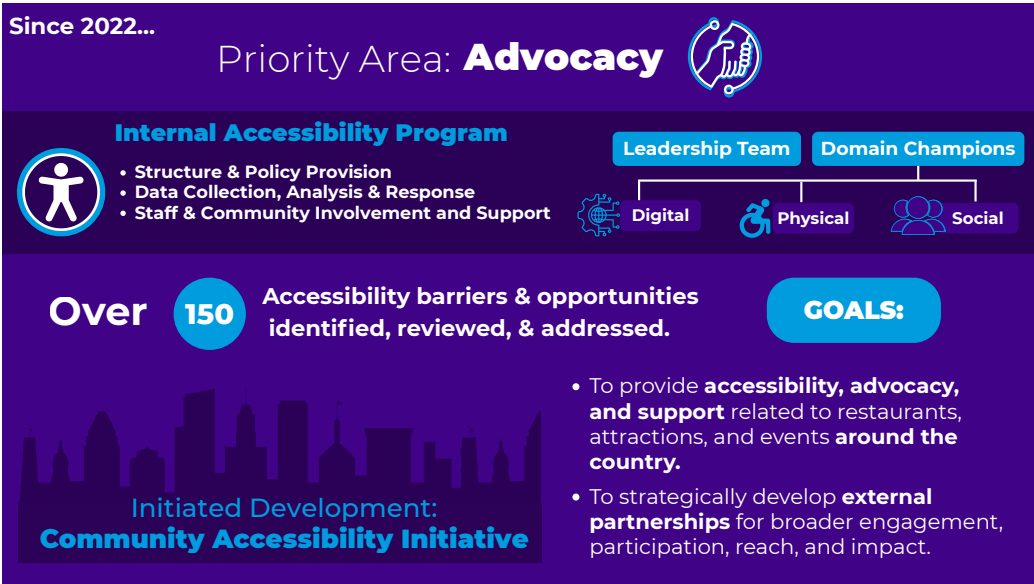 Since 2022...
Priority Area: Advocacy
Internal Accessibility Program
• Structure & Policy Provision
• Data Collection, Analysis & Response
• Staff & Community Involvement and Support
Leadership Team
Domain Champions
Digital
Physical
Social
Over 150 Accessibility barriers & opportunities
identified, reviewed, & addressed.
GOALS:
• To provide accessibility, advocacy,
and support related to restaurants,
attractions, and events around the
country.
• To strategically develop external
partnerships for broader engagement,
participation, reach, and impact.
Initiated Development:
Community Accessibility Initiative